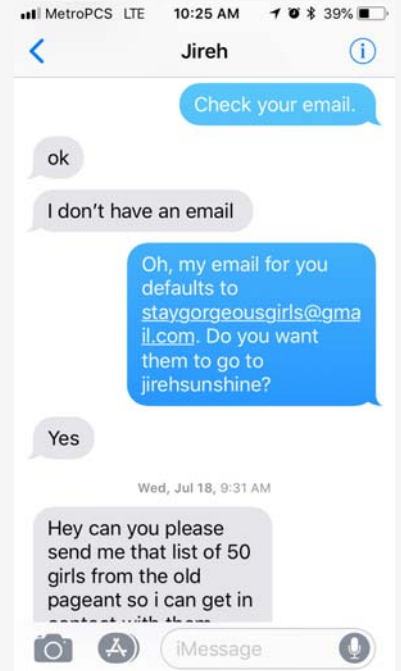 MetroPCS LTE 10:25 AM 39%
Jireh
Check your email.
ok
I don't have an email
Oh, my email for you
defaults to
staygorgeousgirls@gma
il.com. Do you want
them to go to
jirehsunshine?
Yes
Wed, Jul 18, 9:31 AM
Hey can you please
send me that list of 50
girls from the old
pageant so i can get in
contact with them
iMessage